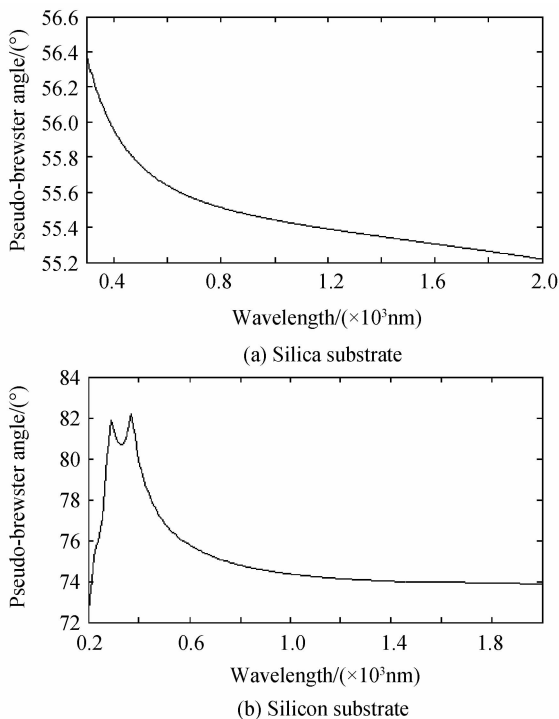 56.6
56.4
56.2
56.0
55.8
55.6
55.4
55.2
Pseudo-brewster angle/(°)
0.4 0.8 1.2 1.6 2.0
Wavelength/(×10³nm)
(a) Silica substrate
84
82
80
78
76
74
72
Pseudo-brewster angle/(°)
0.2 0.6 1.0 1.4 1.8
Wavelength/(×10³nm)
(b) Silicon substrate